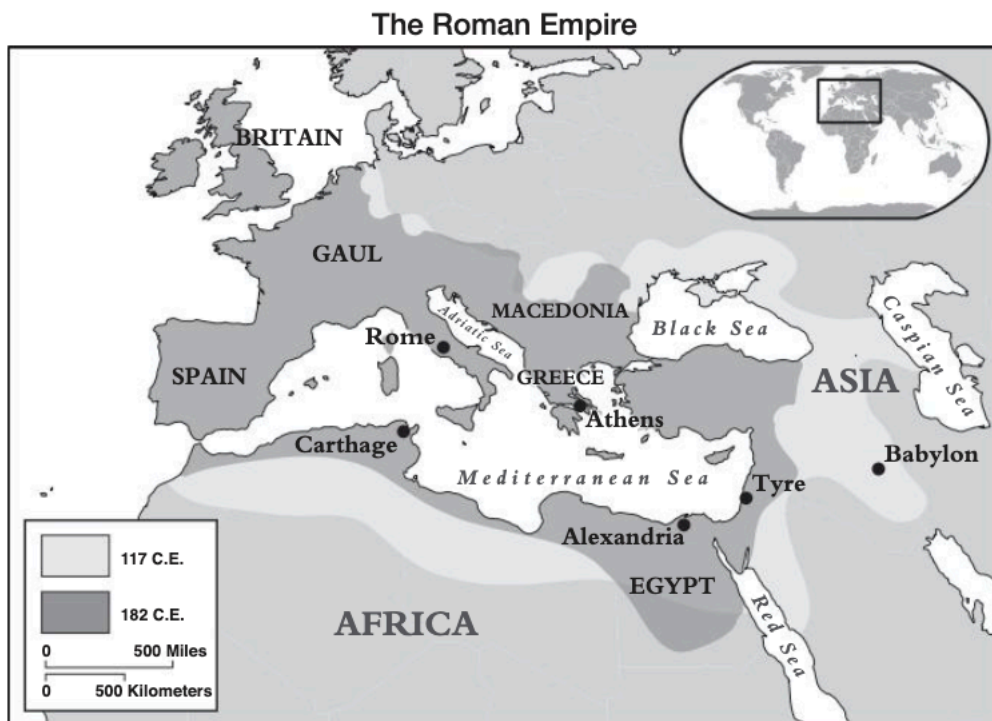 The Roman Empire
BRITAIN
GAUL
MACEDONIA
Black Sea
Caspian Sea
Adriatic Sea
Rome
SPAIN
GREECE
ASIA
Athens
Carthage
Babylon
Mediterranean Sea
Tyre
Alexandria
EGYPT
Red Sea
AFRICA
117 C.E.
182 C.E.
0 500 Miles
0 500 Kilometers